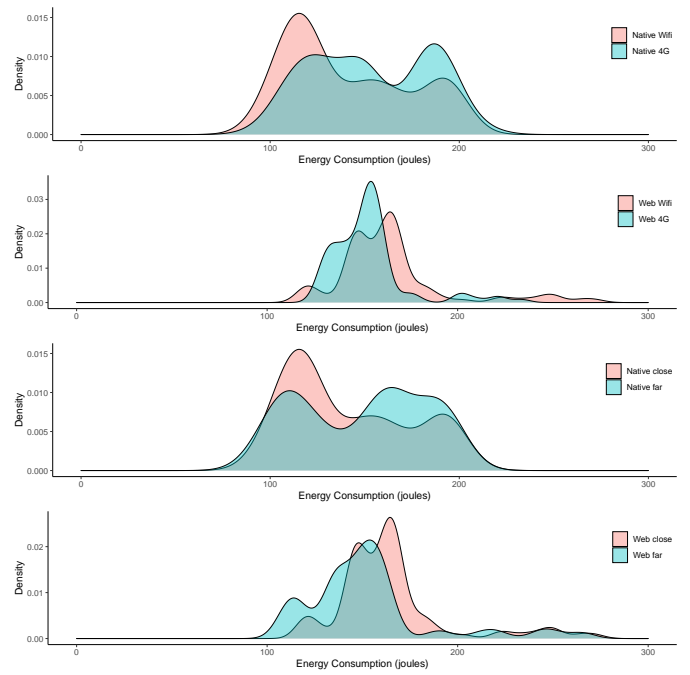 0.015
0.010
0.005
0.000
Density
0
100
200
300
Energy Consumption (joules)
Native Wifi
Native 4G
0.03
0.02
0.01
0.00
Density
0
100
200
300
Energy Consumption (joules)
Web Wifi
Web 4G
0.015
0.010
0.005
0.000
Density
0
100
200
300
Energy Consumption (joules)
Native close
Native far
0.02
0.01
0.00
Density
0
100
200
300
Energy Consumption (joules)
Web close
Web far